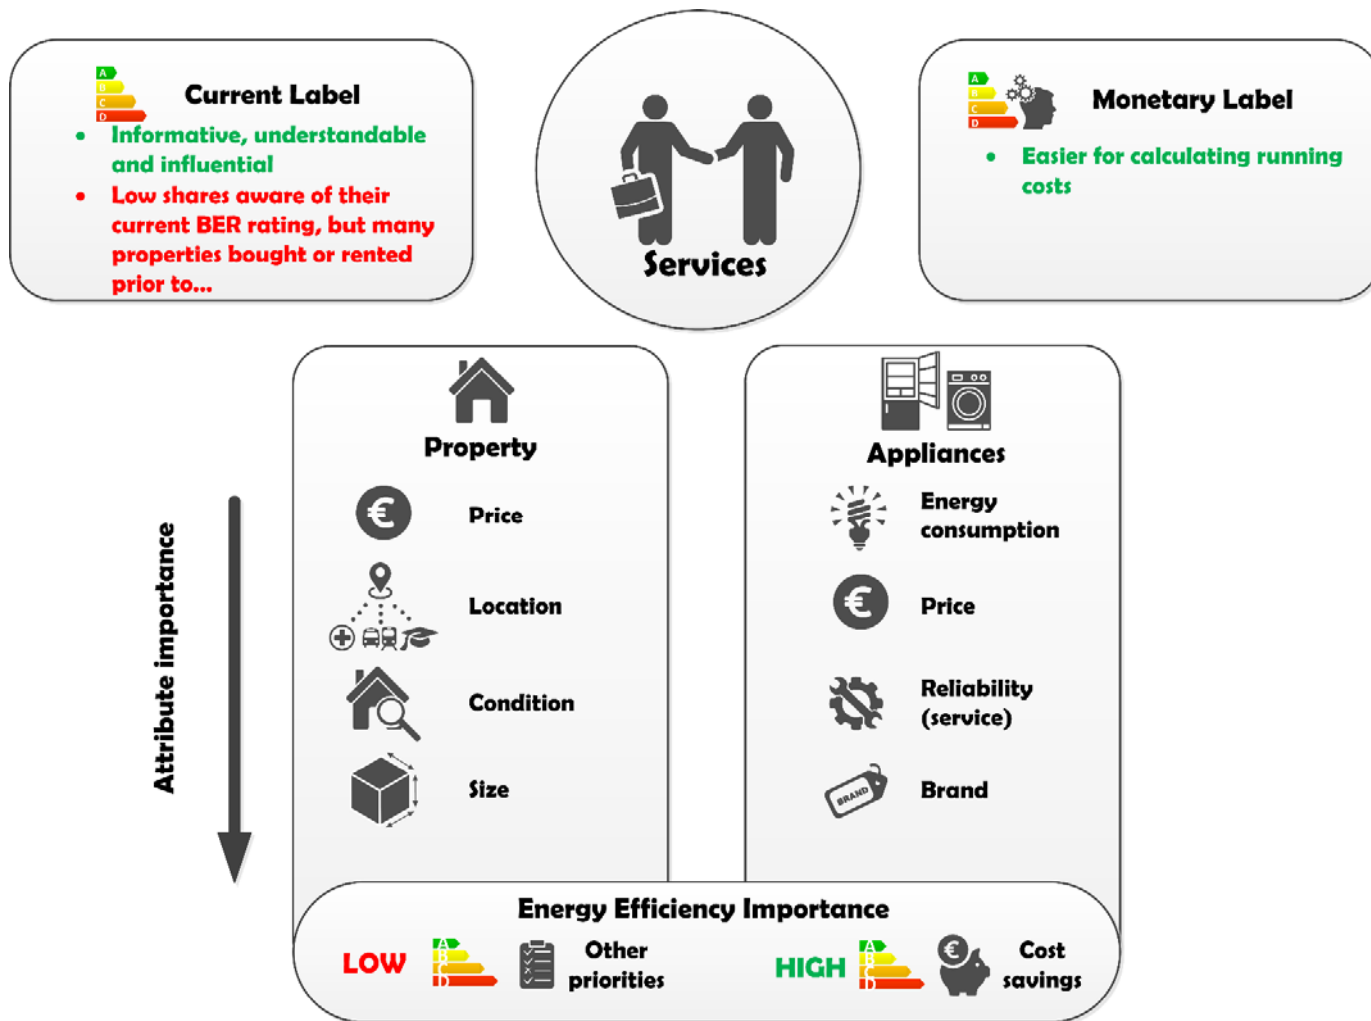 A
B
C
D
Current Label
• Informative, understandable
and influential
• Low shares aware of their
current BER rating, but many
properties bought or rented
prior to...
Services
A
B
C
D
Monetary Label
• Easier for calculating running
costs
Attribute importance
Property
€ Price
Location
Condition
Size
Appliances
Energy
consumption
€ Price
Reliability
(service)
BRAND
Brand
Energy Efficiency Importance
LOW
A
B
C
D
Other
priorities
HIGH
A
B
C
D
€
Cost
savings